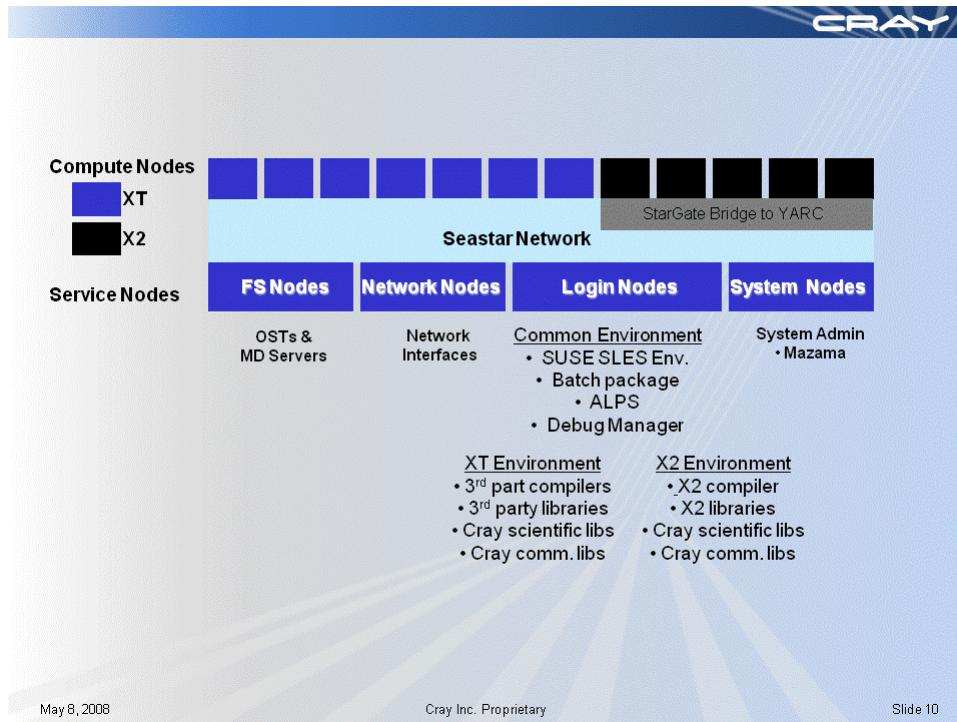 CRAY
Compute Nodes
XT
X2
StarGate Bridge to YARC
Seastar Network
Service Nodes
FS Nodes
Network Nodes
Login Nodes
System Nodes
OSTs &
MD Servers
Network
Interfaces
Common Environment
• SUSE SLES Env.
• Batch package
• ALPS
• Debug Manager
System Admin
• Mazama
XT Environment
• 3rd part compilers
• 3rd party libraries
• Cray scientific libs
• Cray comm. libs
X2 Environment
• X2 compiler
• X2 libraries
• Cray scientific libs
• Cray comm. libs
May 8, 2008
Cray Inc. Proprietary
Slide 10